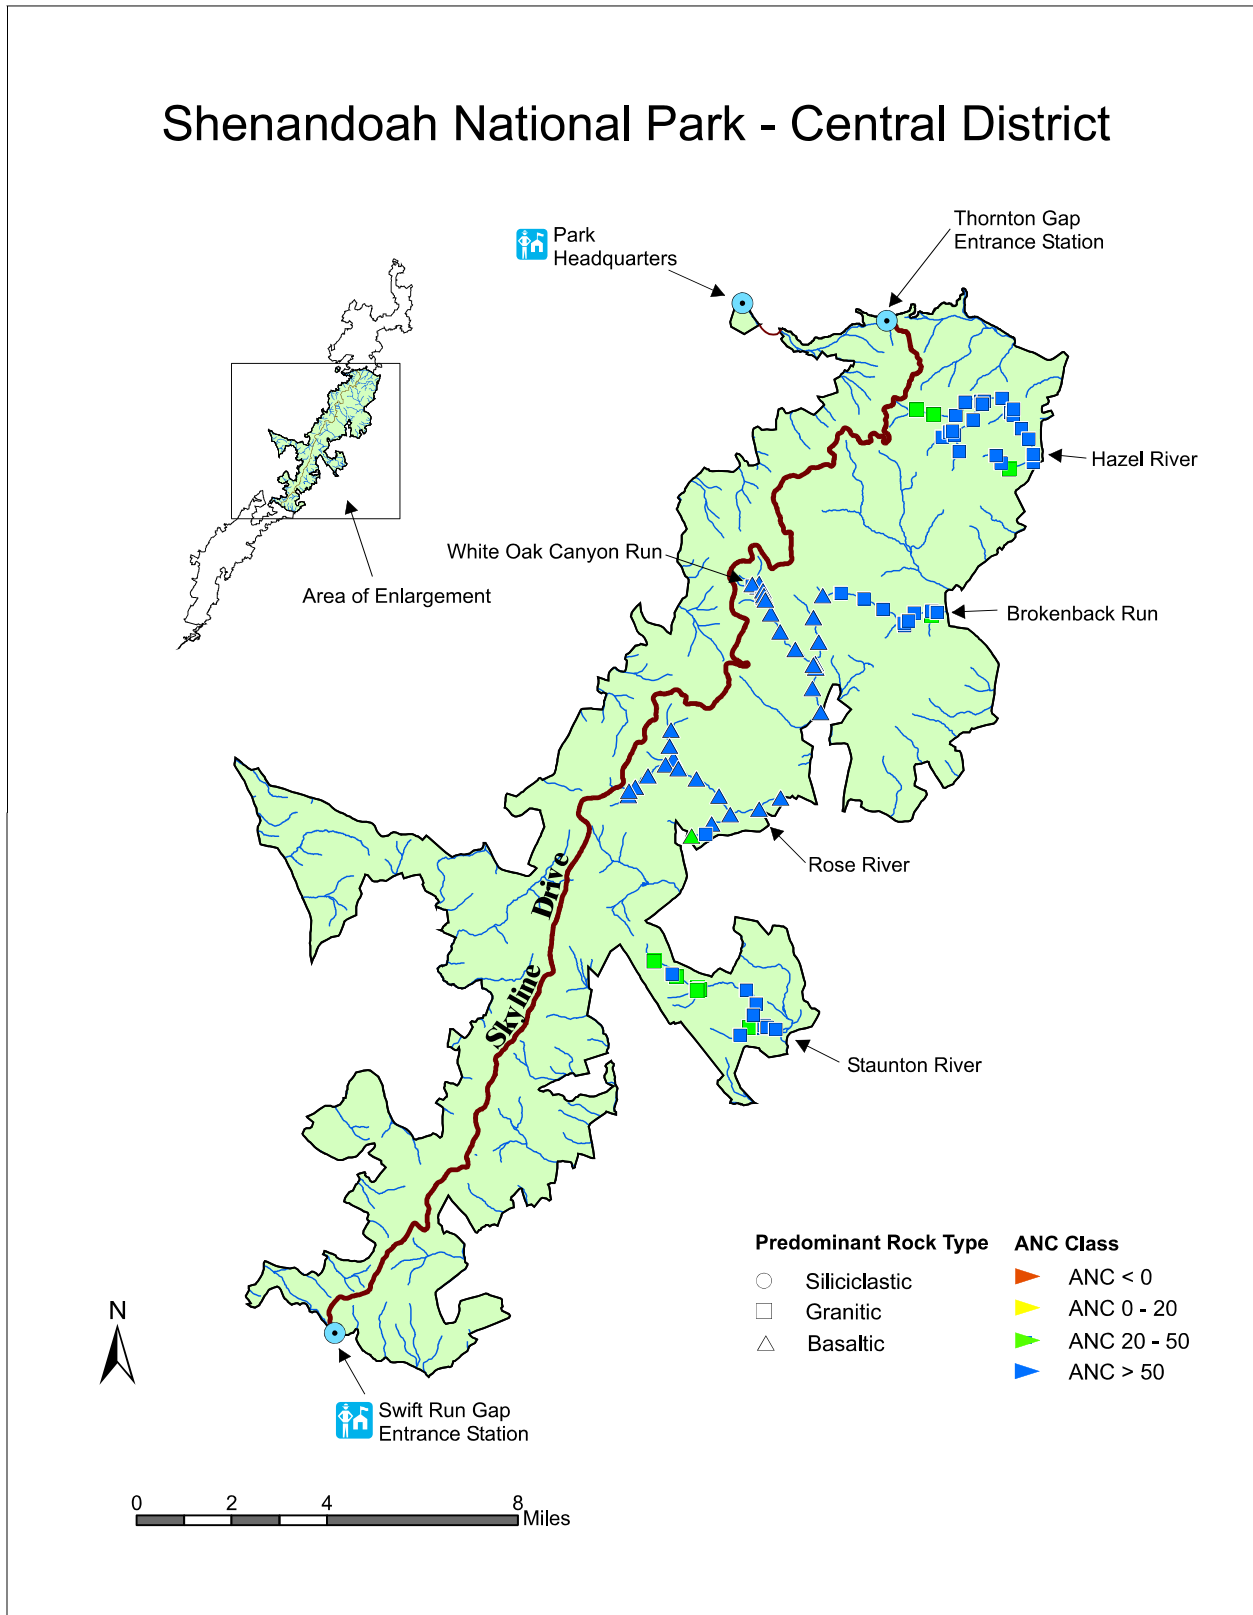 Shenandoah National Park - Central District
Thornton Gap
Entrance Station
Park
Headquarters
Hazel River
White Oak Canyon Run
Area of Enlargement
Brokenback Run
Rose River
Skyline Drive
Staunton River
Predominant Rock Type
Siliciclastic
Granitic
Basaltic
ANC Class
ANC < 0
ANC 0 - 20
ANC 20 - 50
ANC > 50
N
Swift Run Gap
Entrance Station
0 2 4 8
Miles